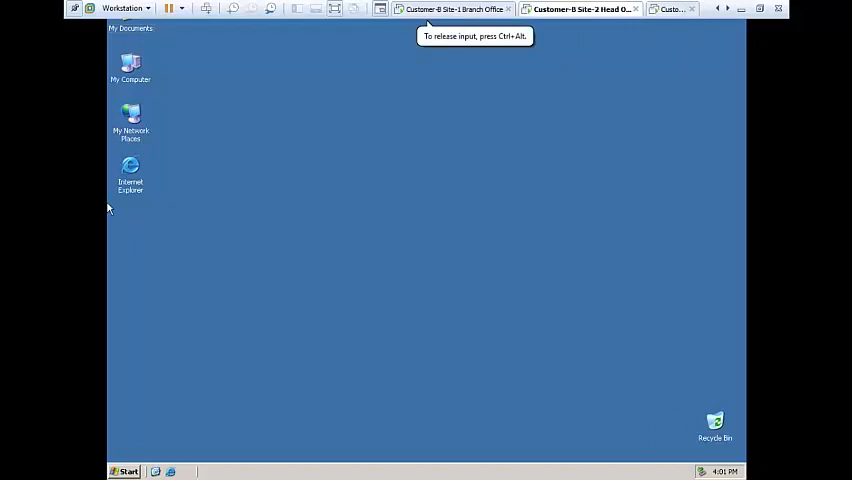 Workstation
Customer-B Site-1 Branch Office
Customer-B Site-2 Head O...
Custo...
To release input, press Ctrl+Alt.
My Documents
My Computer
My Network
Places
Internet
Explorer
Recycle Bin
Start
4:01 PM